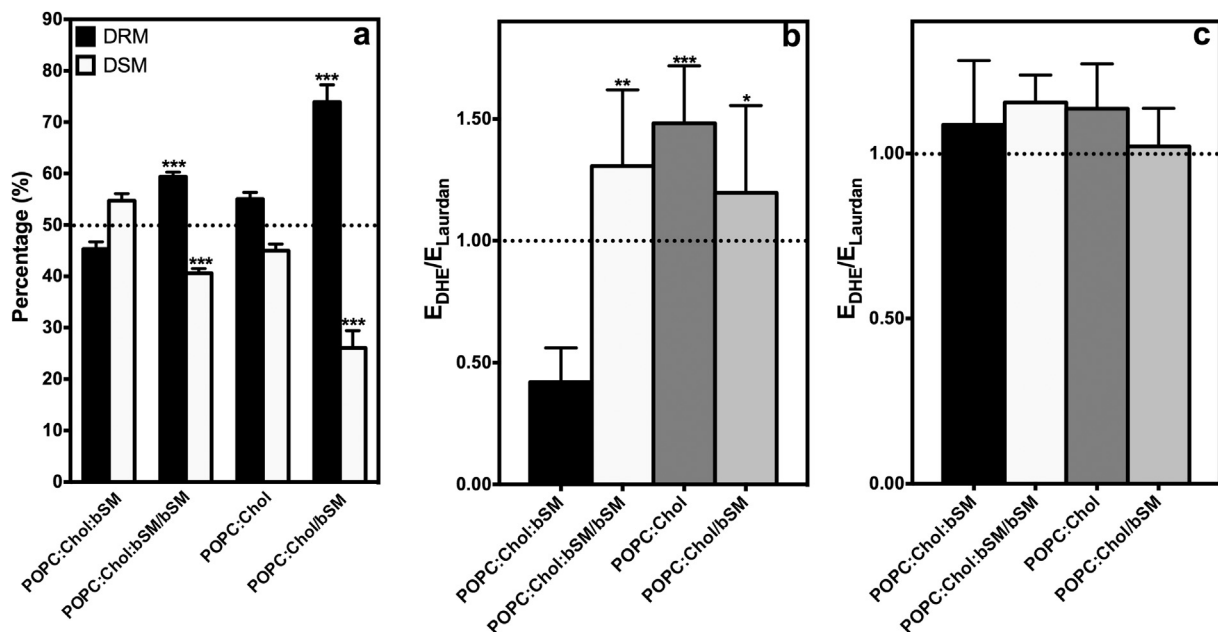 a
DRM
DSM
Percentage (%)
90
80
70
60
50
40
30
20
10
0
***
***
***
***
POPC:Chol:bSM
POPC:Chol:bSM/bSM
POPC:Chol
POPC:Chol/bSM
b
E_DHE/E_Laurdan
1.50
1.00
0.50
0.00
**
***
*
POPC:Chol:bSM
POPC:Chol:bSM/bSM
POPC:Chol
POPC:Chol/bSM
c
E_DHE/E_Laurdan
1.00
0.50
0.00
POPC:Chol:bSM
POPC:Chol:bSM/bSM
POPC:Chol
POPC:Chol/bSM